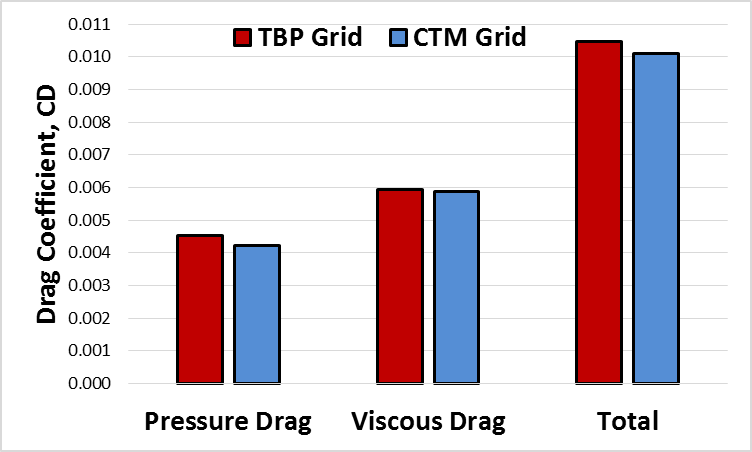 TBP Grid
CTM Grid
Drag Coefficient, CD
0.011
0.010
0.009
0.008
0.007
0.006
0.005
0.004
0.003
0.002
0.001
0.000
Pressure Drag
Viscous Drag
Total